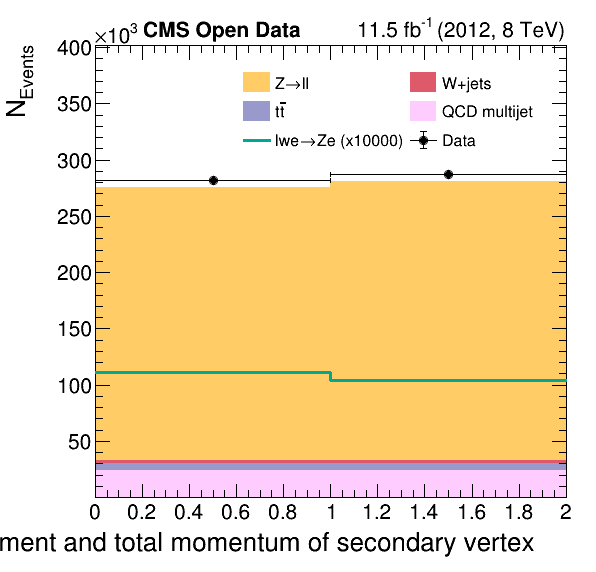 ×10³ CMS Open Data 11.5 fb⁻¹ (2012, 8 TeV)
N_Events
400
350
300
250
200
150
100
50
Z→ll W+jets
tt̄ QCD multijet
lwe→Ze (x10000) Data
0 0.2 0.4 0.6 0.8 1 1.2 1.4 1.6 1.8 2
ment and total momentum of secondary vertex